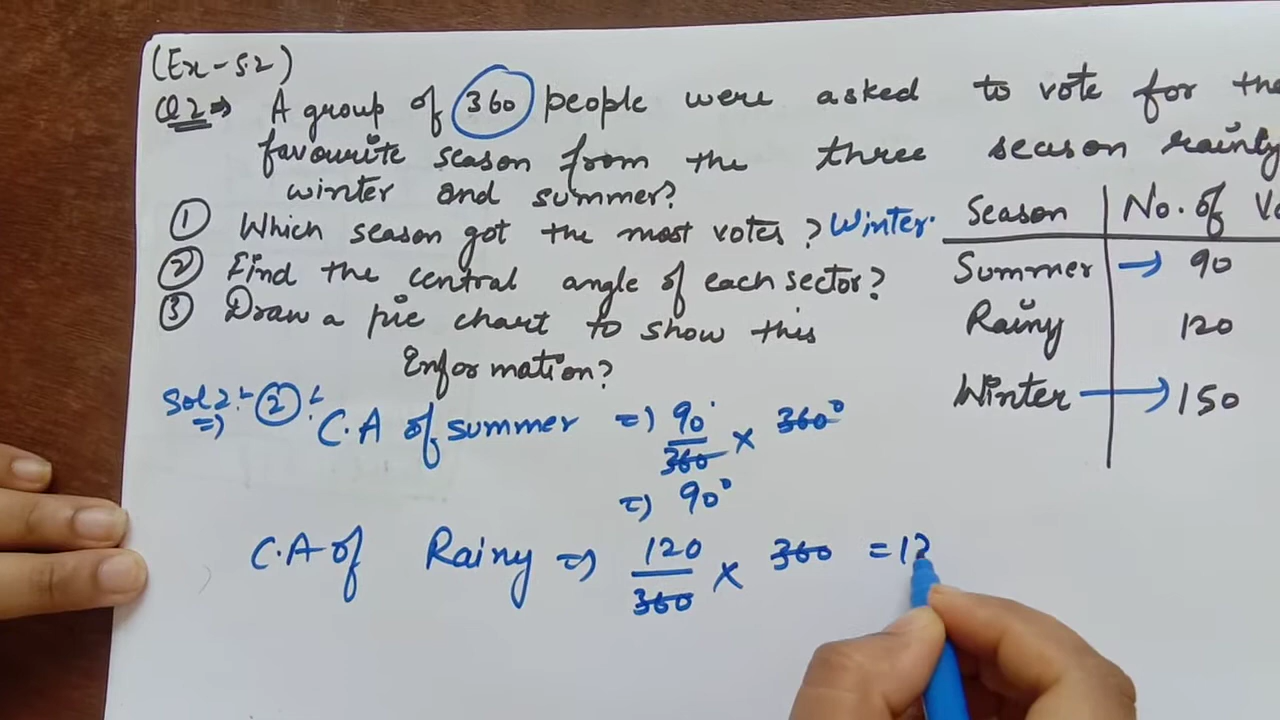 (Ex-52)
Q2⇒ A group of 360 people were asked to vote for the
favourite season from the three season rainy
winter and summer?
① Which season got the most votes? Winter.
② Find the central angle of each sector?
③ Draw a pie chart to show this
Information?
Season | No. of
Summer → 90
Rainy 120
Winter → 150
Sol 2:- ② :-
⇒ C.A of summer ⇒ 90/360 × 360°
⇒ 90°
C.A of Rainy ⇒ 120/360 × 360 = 12